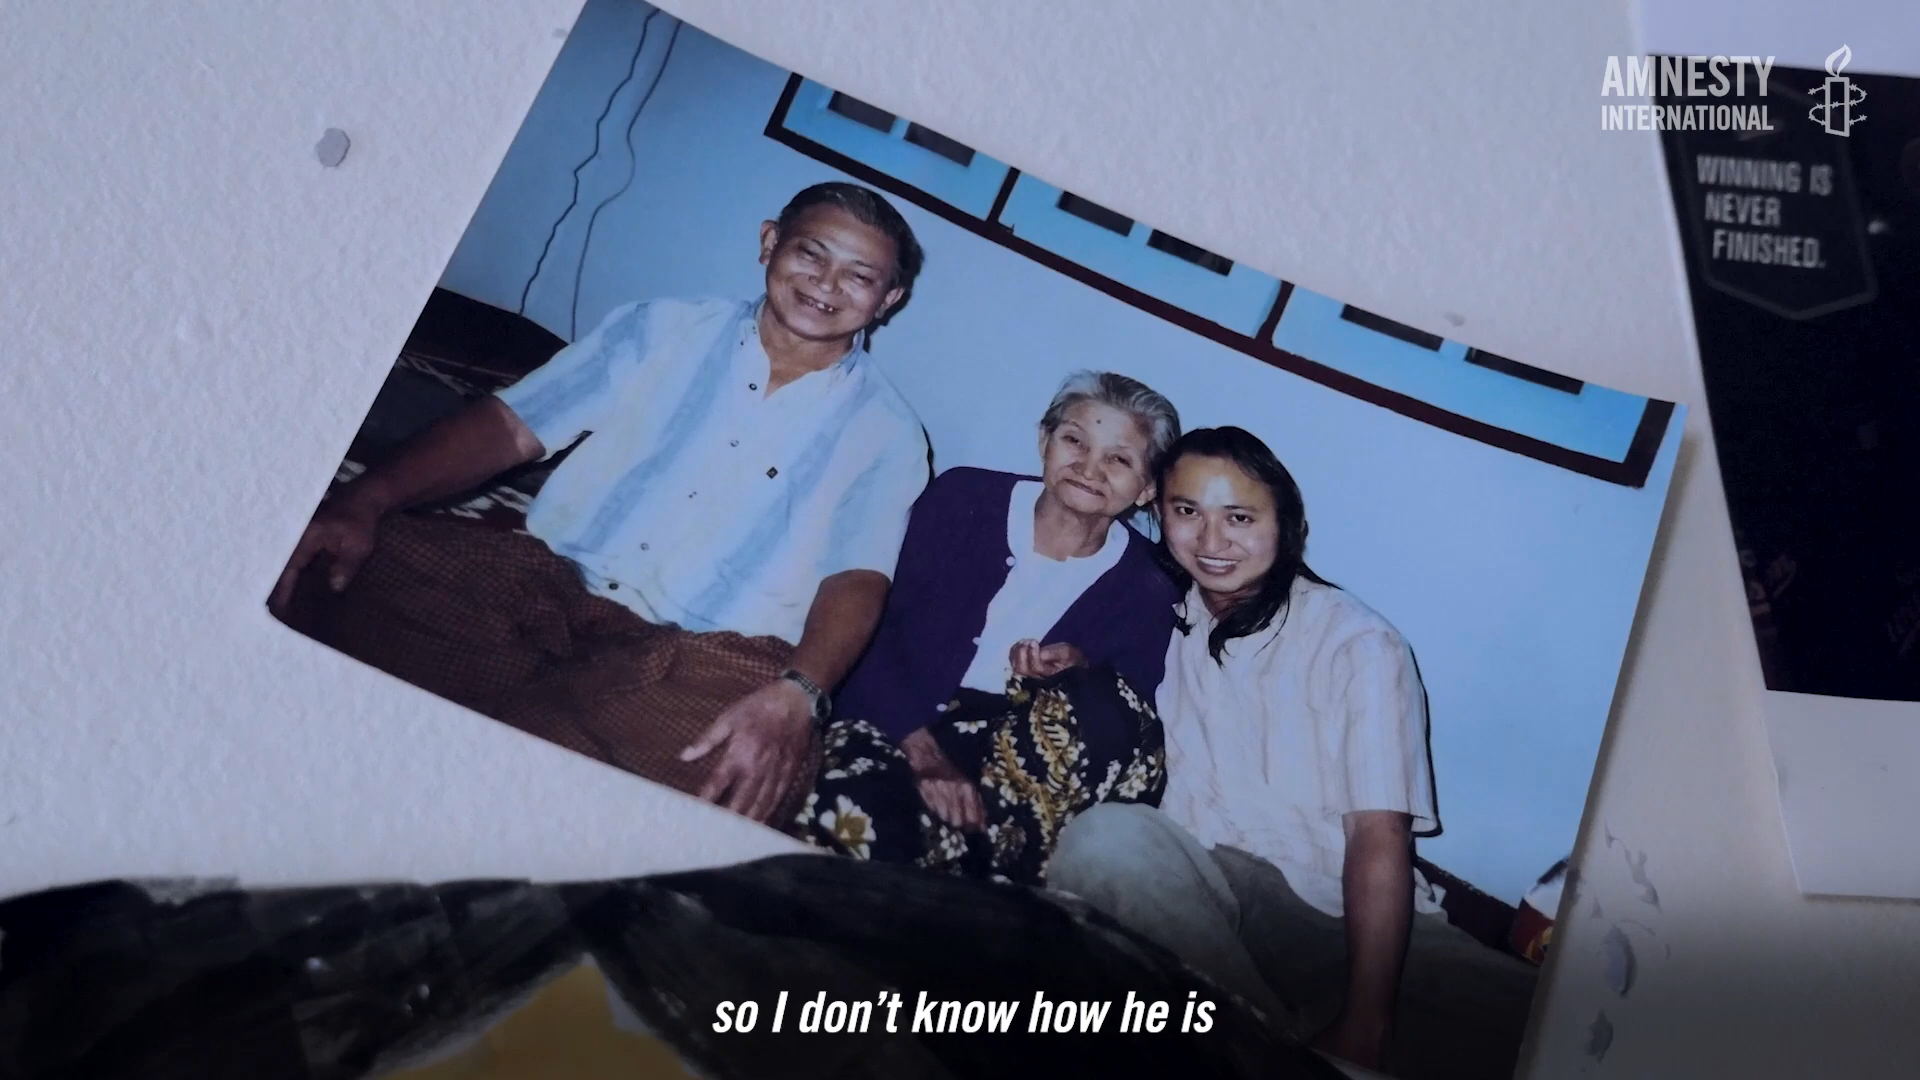 AMNESTY
INTERNATIONAL
WINNING IS
NEVER
FINISHED.
so I don't know how he is